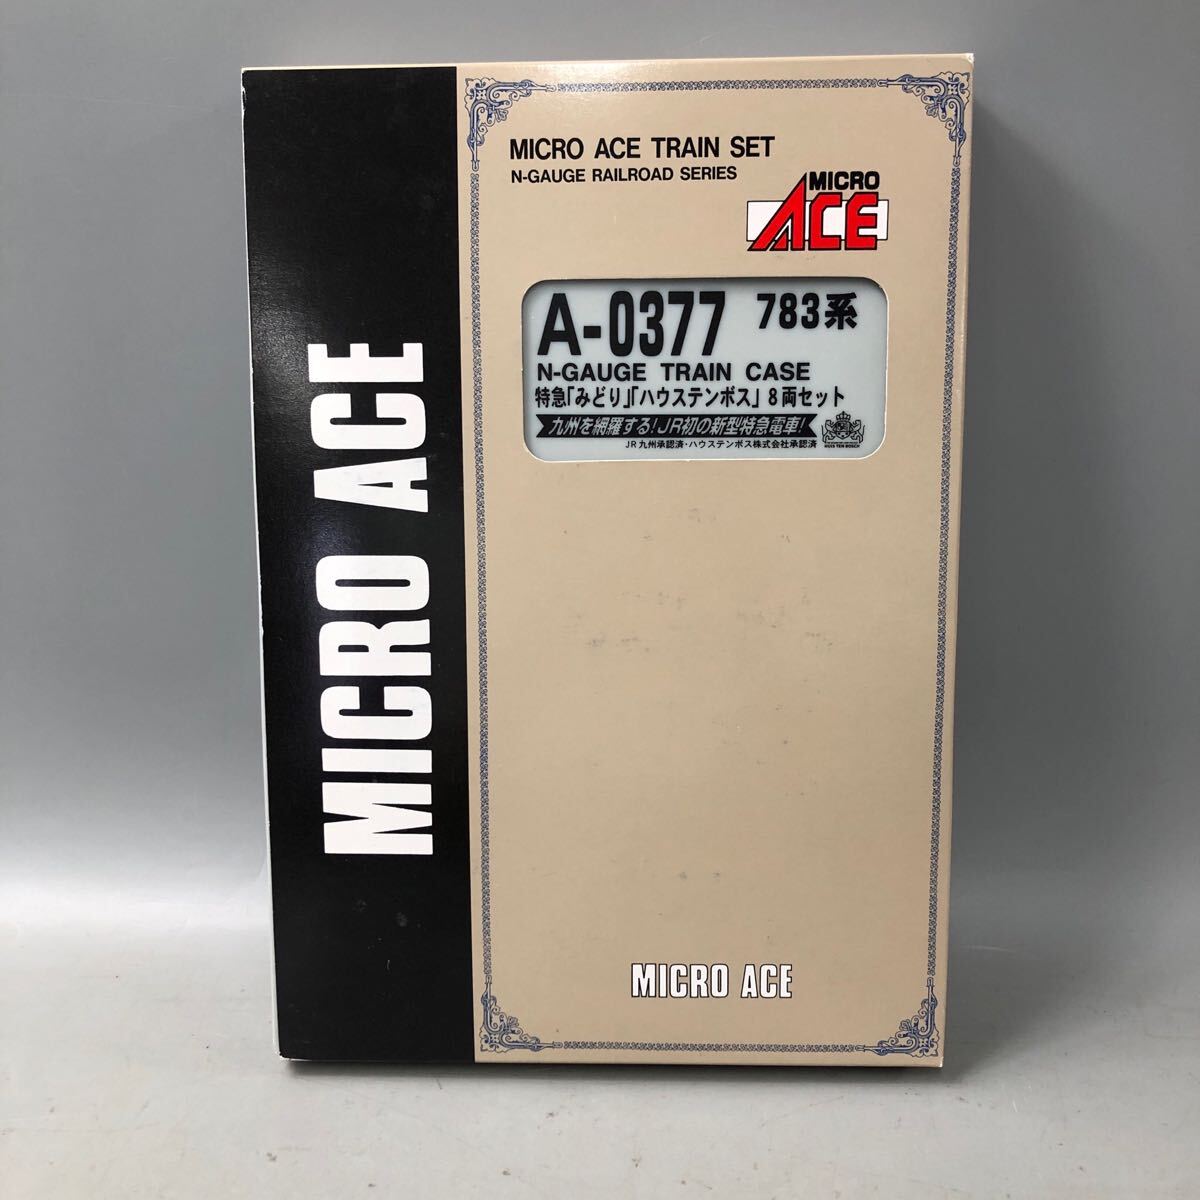 MICRO ACE
MICRO ACE TRAIN SET
N-GAUGE RAILROAD SERIES
MICRO
ACE
A-0377 783系
N-GAUGE TRAIN CASE
特急「みどり」「ハウステンボス」 8両セット
九州を網羅する!JR初の新型特急電車!
JR九州承認済・ハウステンボス株式会社承認済
HUIS TEN BOSCH
MICRO ACE